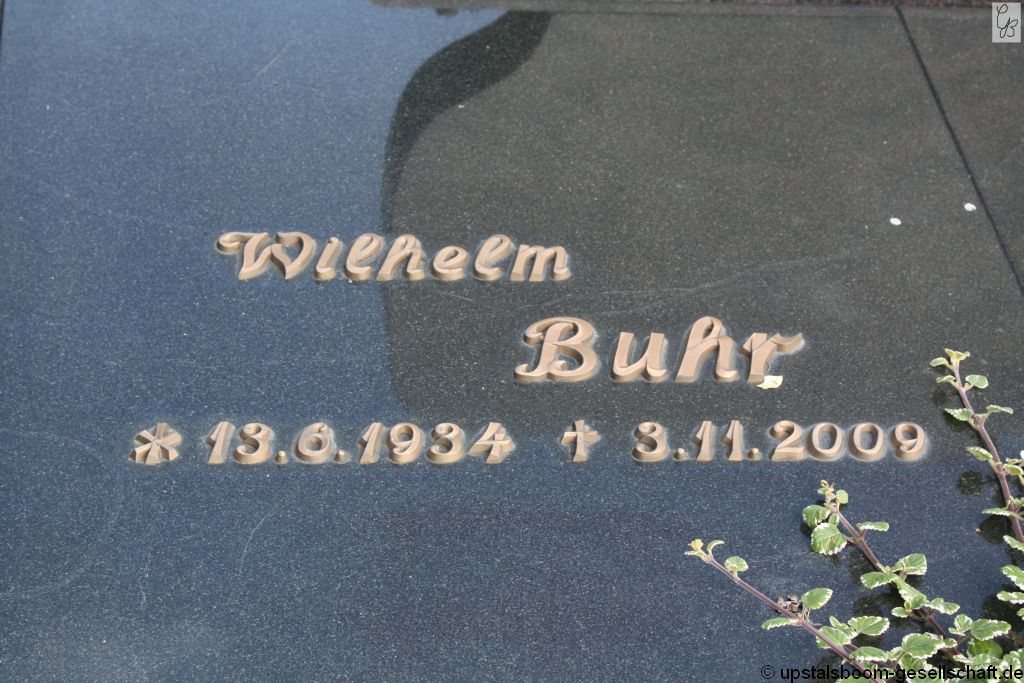 Wilhelm
Buhr
* 13.6.1934 † 3.11.2009
© upstalsboom-gesellschaft.de